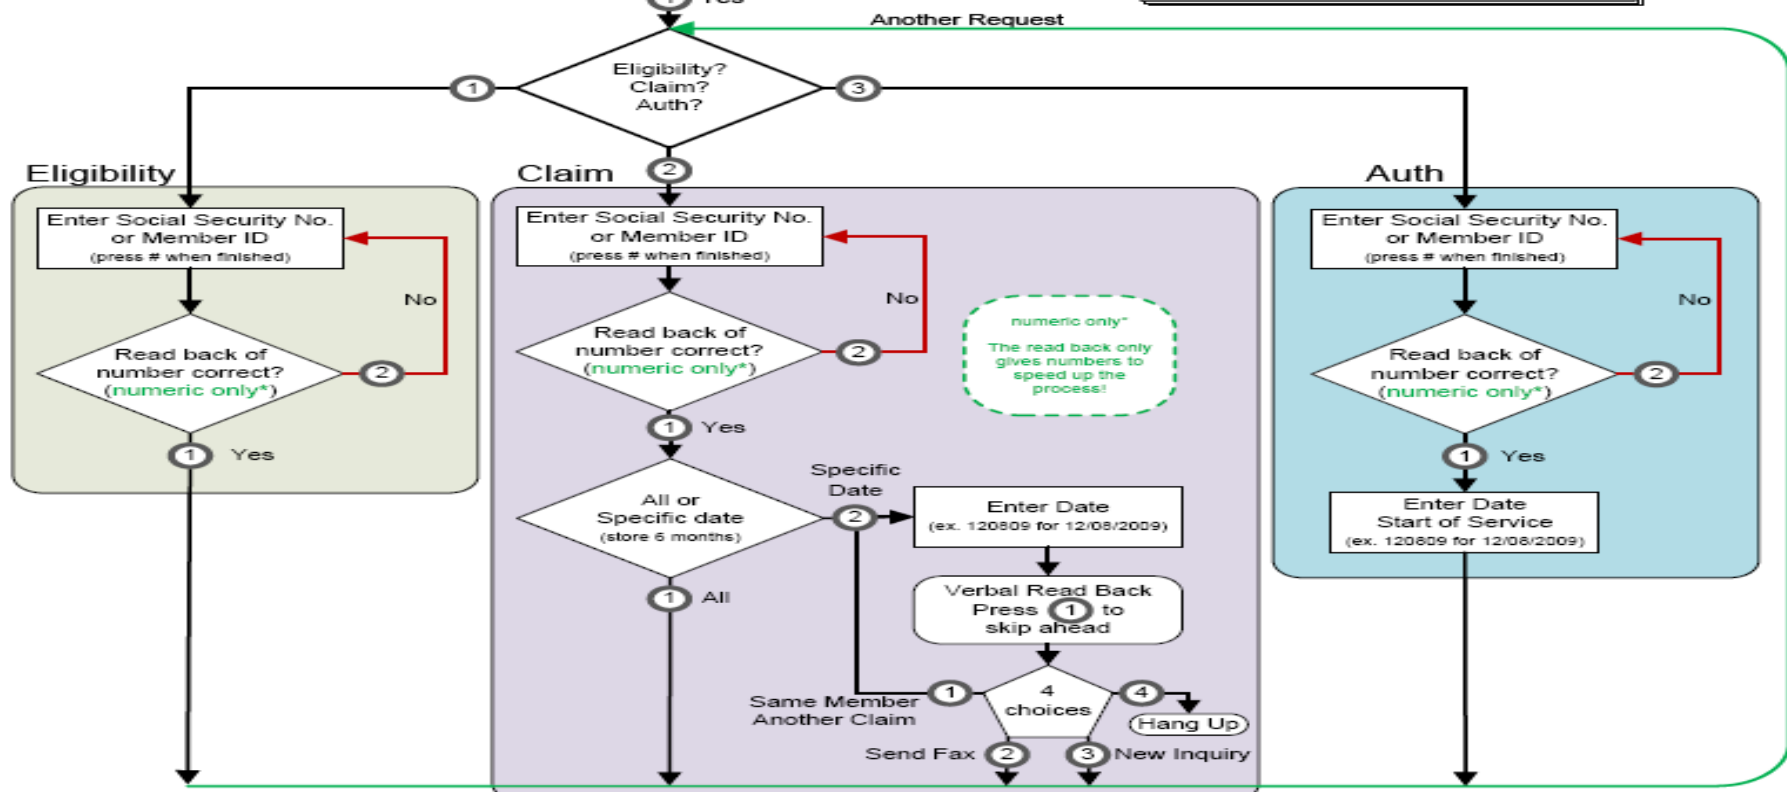 Yes
Another Request
Eligibility?
Claim?
Auth?
1
3
2
Eligibility
Enter Social Security No.
or Member ID
(press # when finished)
No
Read back of
number correct?
(numeric only*)
2
1
Yes
Claim
Enter Social Security No.
or Member ID
(press # when finished)
No
Read back of
number correct?
(numeric only*)
2
numeric only*
The read back only
gives numbers to
speed up the
process!
1
Yes
All or
Specific date
(store 6 months)
Specific
Date
2
Enter Date
(ex. 120809 for 12/08/2009)
1
All
Verbal Read Back
Press 1 to
skip ahead
4
choices
1
Same Member
Another Claim
4
Hang Up
Send Fax
2
3
New Inquiry
Auth
Enter Social Security No.
or Member ID
(press # when finished)
No
Read back of
number correct?
(numeric only*)
2
1
Yes
Enter Date
Start of Service
(ex. 120809 for 12/08/2009)